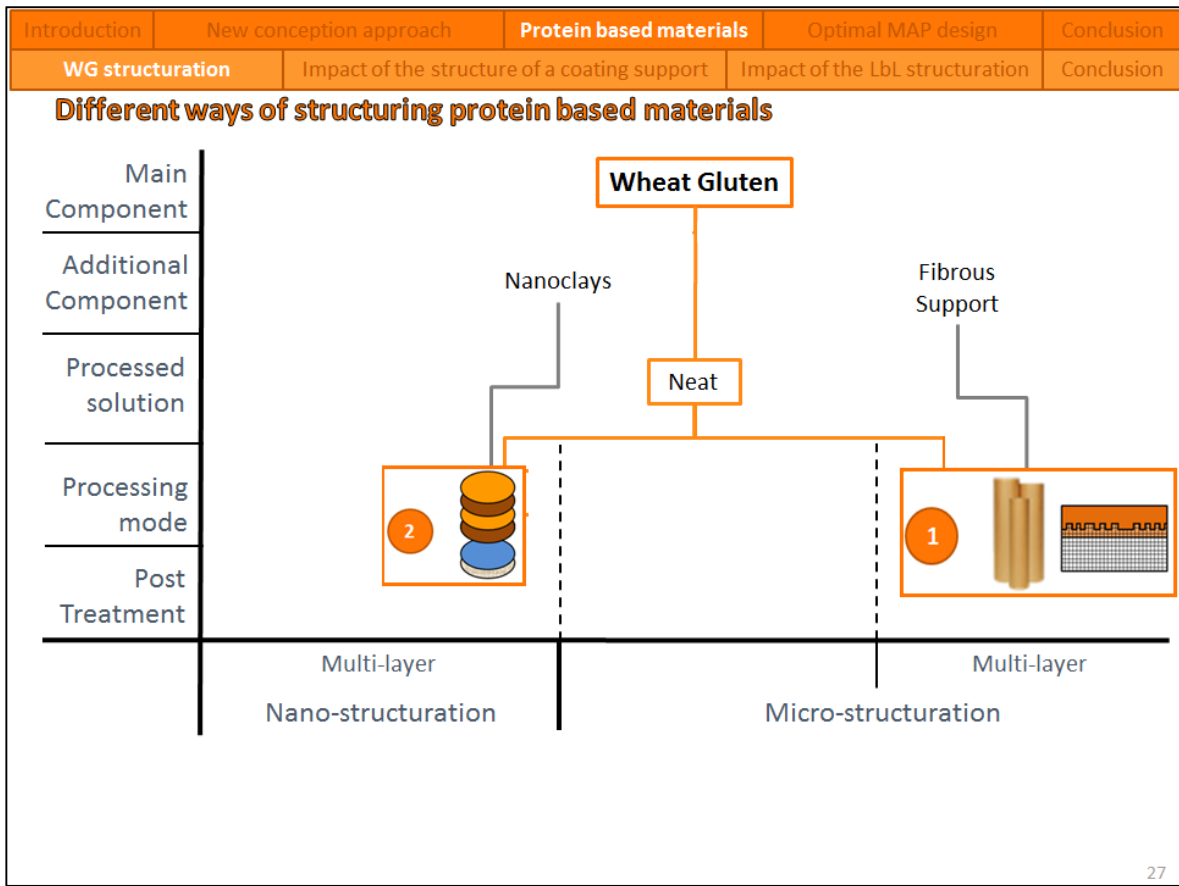 Introduction
New conception approach
Protein based materials
Optimal MAP design
Conclusion
WG structuration
Impact of the structure of a coating support
Impact of the LbL structuration
Conclusion
Different ways of structuring protein based materials
Main
Component
Wheat Gluten
Additional
Component
Nanoclays
Fibrous
Support
Processed
solution
Neat
Processing
mode
2
1
Post
Treatment
Multi-layer
Multi-layer
Nano-structuration
Micro-structuration
27